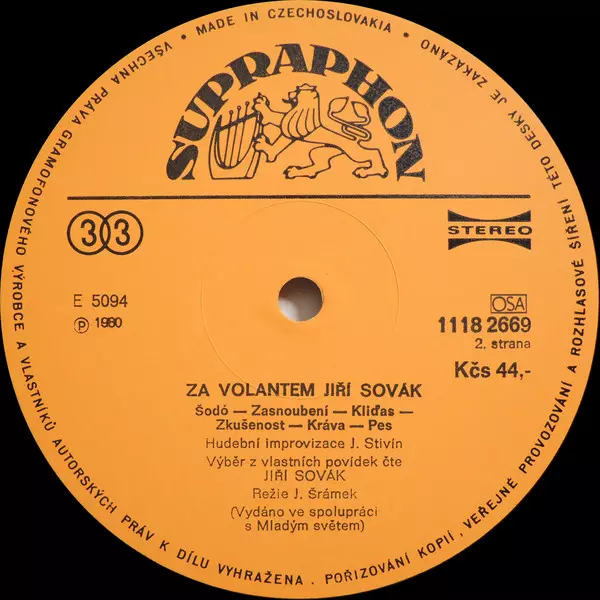 VŠECHNA PRÁVA GRAMOFONOVÉHO VÝROBCE A VLASTNÍKŮ AUTORSKÝCH PRÁV K DÍLU VYHRAŽENA . POŘIZOVÁNÍ KOPIÍ , VEŘEJNÉ PROVOZOVÁNÍ A ROZHLASOVÉ ŠÍŘENÍ TÉTO DESKY JE ZAKÁZÁNO
• MADE IN CZECHOSLOVAKIA •
SUPRAPHON
33
STEREO
E 5094
OSA
℗ 1980
1118 2669
2. strana
Kčs 44,-
ZA VOLANTEM JIŘÍ SOVÁK
Šodó — Zasnoubení — Kliďas —
Zkušenost — Kráva — Pes
Hudební improvizace J. Stivín
Výběr z vlastních povídek čte
JIŘÍ SOVÁK
Režie J. Šrámek
(Vydáno ve spolupráci
s Mladým světem)